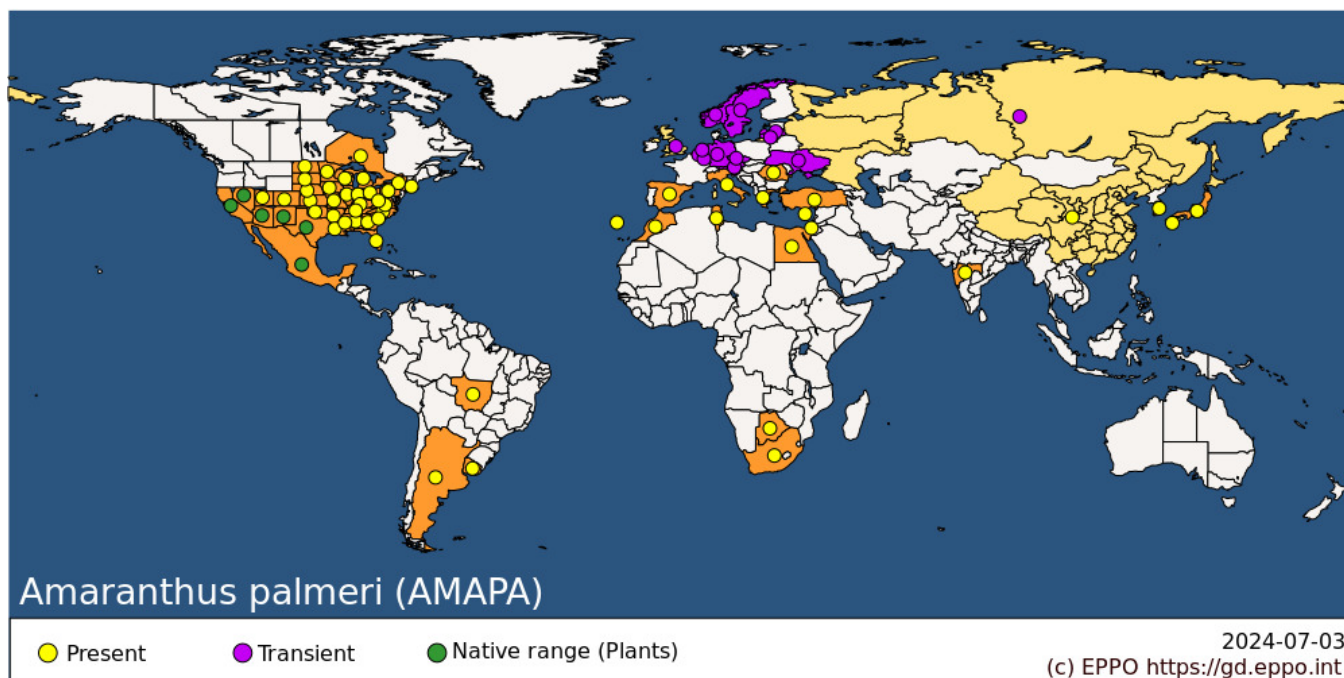 Amaranthus palmeri (AMAPA)
Present
Transient
Native range (Plants)
2024-07-03
(c) EPPO https://gd.eppo.int